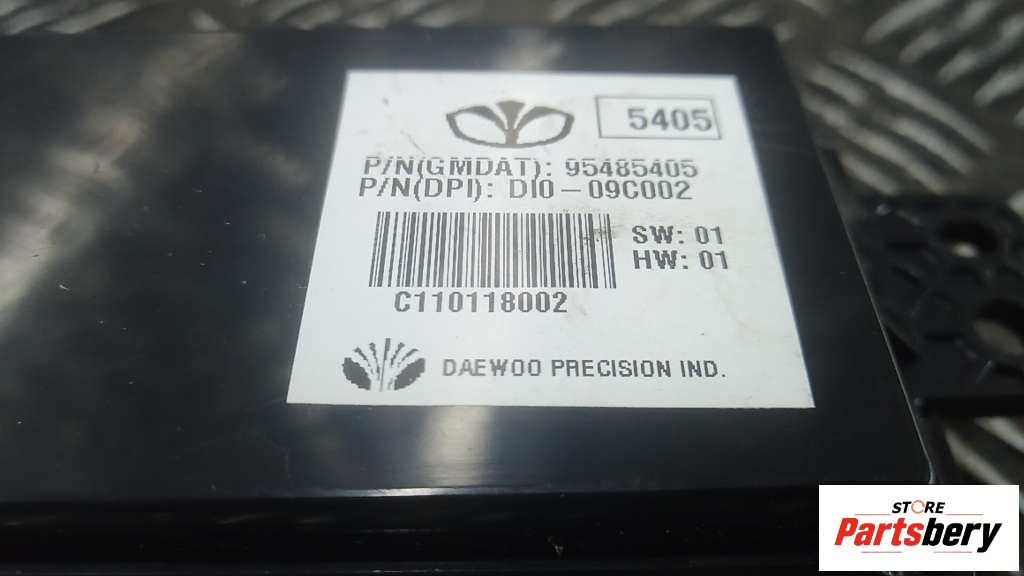 5405
P/N(GMDAT): 95485405
P/N(DPI): DI0-09C002
SW: 01
HW: 01
C110118002
DAEWOO PRECISION IND.
STORE
Partsbery